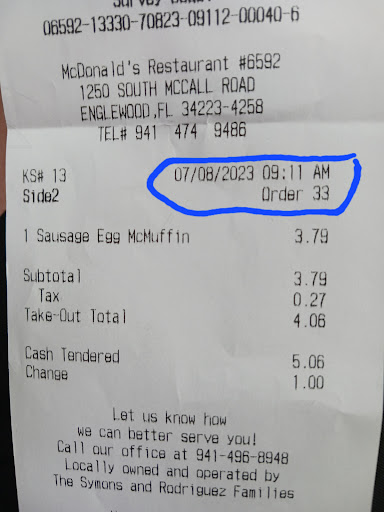 06592-13330-70823-09112-00040-6
McDonald's Restaurant #6592
1250 SOUTH MCCALL ROAD
ENGLEWOOD,FL 34223-4258
TEL# 941 474 9486
KS# 13 07/08/2023 09:11 AM
Side2 Order 33
1 Sausage Egg McMuffin 3.79
Subtotal 3.79
Tax 0.27
Take-Out Total 4.06
Cash Tendered 5.06
Change 1.00
Let us know how
we can better serve you!
Call our office at 941-496-8948
Locally owned and operated by
The Symons and Rodriguez Families